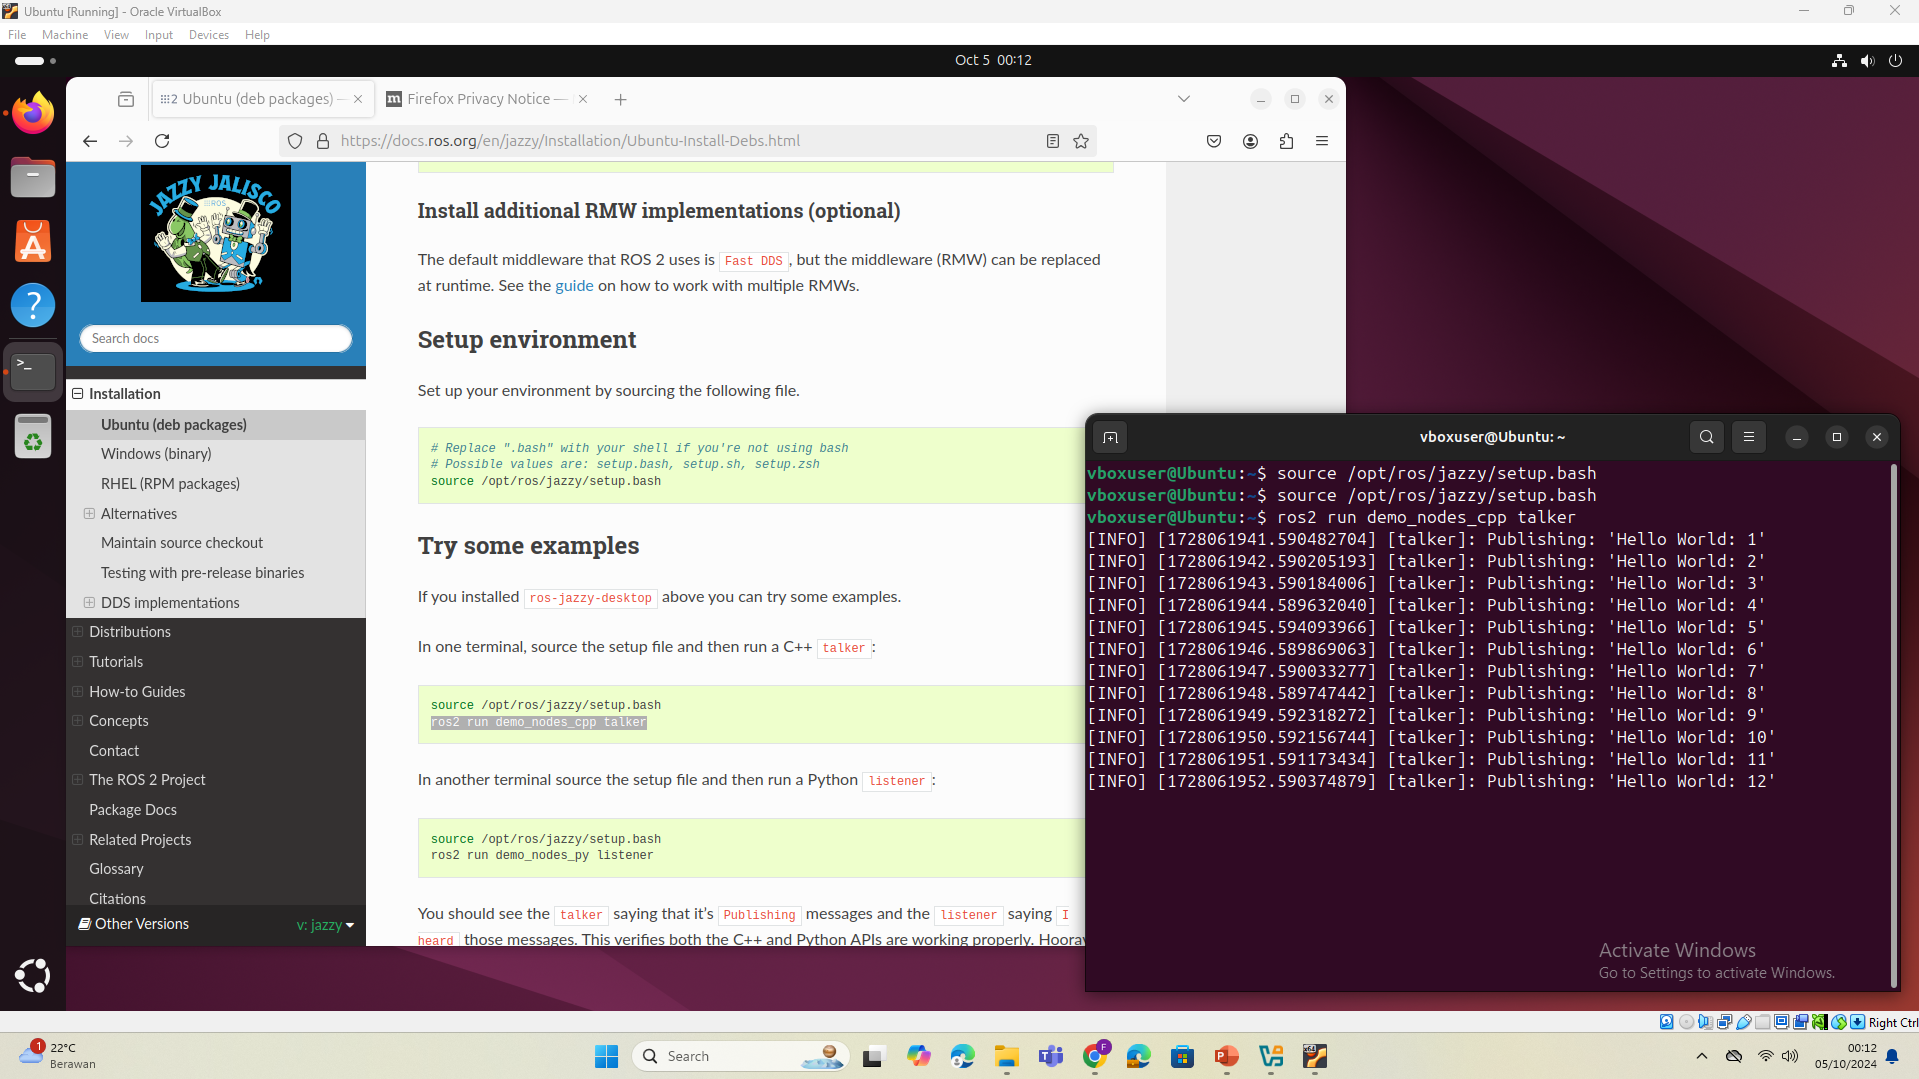 Ubuntu [Running] - Oracle VirtualBox
File Machine View Input Devices Help
Oct 5 00:12
Ubuntu (deb packages) —
Firefox Privacy Notice —
https://docs.ros.org/en/jazzy/Installation/Ubuntu-Install-Debs.html
JAZZY JALISCO
ROS
Search docs
Installation
Ubuntu (deb packages)
Windows (binary)
RHEL (RPM packages)
Alternatives
Maintain source checkout
Testing with pre-release binaries
DDS implementations
Distributions
Tutorials
How-to Guides
Concepts
Contact
The ROS 2 Project
Package Docs
Related Projects
Glossary
Citations
Other Versions
v: jazzy
Install additional RMW implementations (optional)
The default middleware that ROS 2 uses is Fast DDS, but the middleware (RMW) can be replaced
at runtime. See the guide on how to work with multiple RMWs.
Setup environment
Set up your environment by sourcing the following file.
# Replace ".bash" with your shell if you're not using bash
# Possible values are: setup.bash, setup.sh, setup.zsh
source /opt/ros/jazzy/setup.bash
Try some examples
If you installed ros-jazzy-desktop above you can try some examples.
In one terminal, source the setup file and then run a C++ talker:
source /opt/ros/jazzy/setup.bash
ros2 run demo_nodes_cpp talker
In another terminal source the setup file and then run a Python listener:
source /opt/ros/jazzy/setup.bash
ros2 run demo_nodes_py listener
You should see the talker saying that it's Publishing messages and the listener saying I
heard those messages. This verifies both the C++ and Python APIs are working properly. Hooray
vboxuser@Ubuntu: ~
vboxuser@Ubuntu:~$ source /opt/ros/jazzy/setup.bash
vboxuser@Ubuntu:~$ source /opt/ros/jazzy/setup.bash
vboxuser@Ubuntu:~$ ros2 run demo_nodes_cpp talker
[INFO] [1728061941.590482704] [talker]: Publishing: 'Hello World: 1'
[INFO] [1728061942.590205193] [talker]: Publishing: 'Hello World: 2'
[INFO] [1728061943.590184006] [talker]: Publishing: 'Hello World: 3'
[INFO] [1728061944.589632040] [talker]: Publishing: 'Hello World: 4'
[INFO] [1728061945.594093966] [talker]: Publishing: 'Hello World: 5'
[INFO] [1728061946.589869063] [talker]: Publishing: 'Hello World: 6'
[INFO] [1728061947.590033277] [talker]: Publishing: 'Hello World: 7'
[INFO] [1728061948.589747442] [talker]: Publishing: 'Hello World: 8'
[INFO] [1728061949.592318272] [talker]: Publishing: 'Hello World: 9'
[INFO] [1728061950.592156744] [talker]: Publishing: 'Hello World: 10'
[INFO] [1728061951.591173434] [talker]: Publishing: 'Hello World: 11'
[INFO] [1728061952.590374879] [talker]: Publishing: 'Hello World: 12'
Activate Windows
Go to Settings to activate Windows.
Right Ctrl
1
22°C
Berawan
Search
F
00:12
05/10/2024